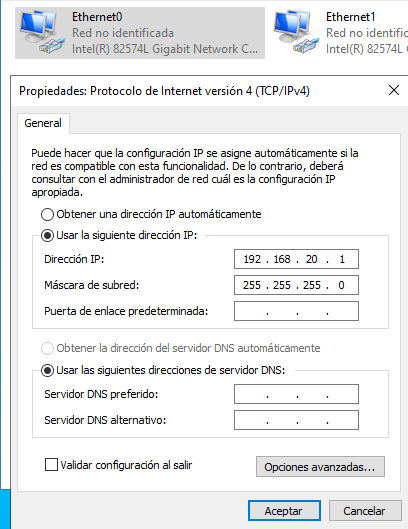 Ethernet0
Red no identificada
Intel(R) 82574L Gigabit Network C...
Ethernet1
Red no identificada
Intel(R) 82574L Gigabit
Propiedades: Protocolo de Internet versión 4 (TCP/IPv4)
General
Puede hacer que la configuración IP se asigne automáticamente si la
red es compatible con esta funcionalidad. De lo contrario, deberá
consultar con el administrador de red cuál es la configuración IP
apropiada.
Obtener una dirección IP automáticamente
Usar la siguiente dirección IP:
Dirección IP: 192 . 168 . 20 . 1
Máscara de subred: 255 . 255 . 255 . 0
Puerta de enlace predeterminada: . . .
Obtener la dirección del servidor DNS automáticamente
Usar las siguientes direcciones de servidor DNS:
Servidor DNS preferido: . . .
Servidor DNS alternativo: . . .
Validar configuración al salir
Opciones avanzadas...
Aceptar
Cancelar